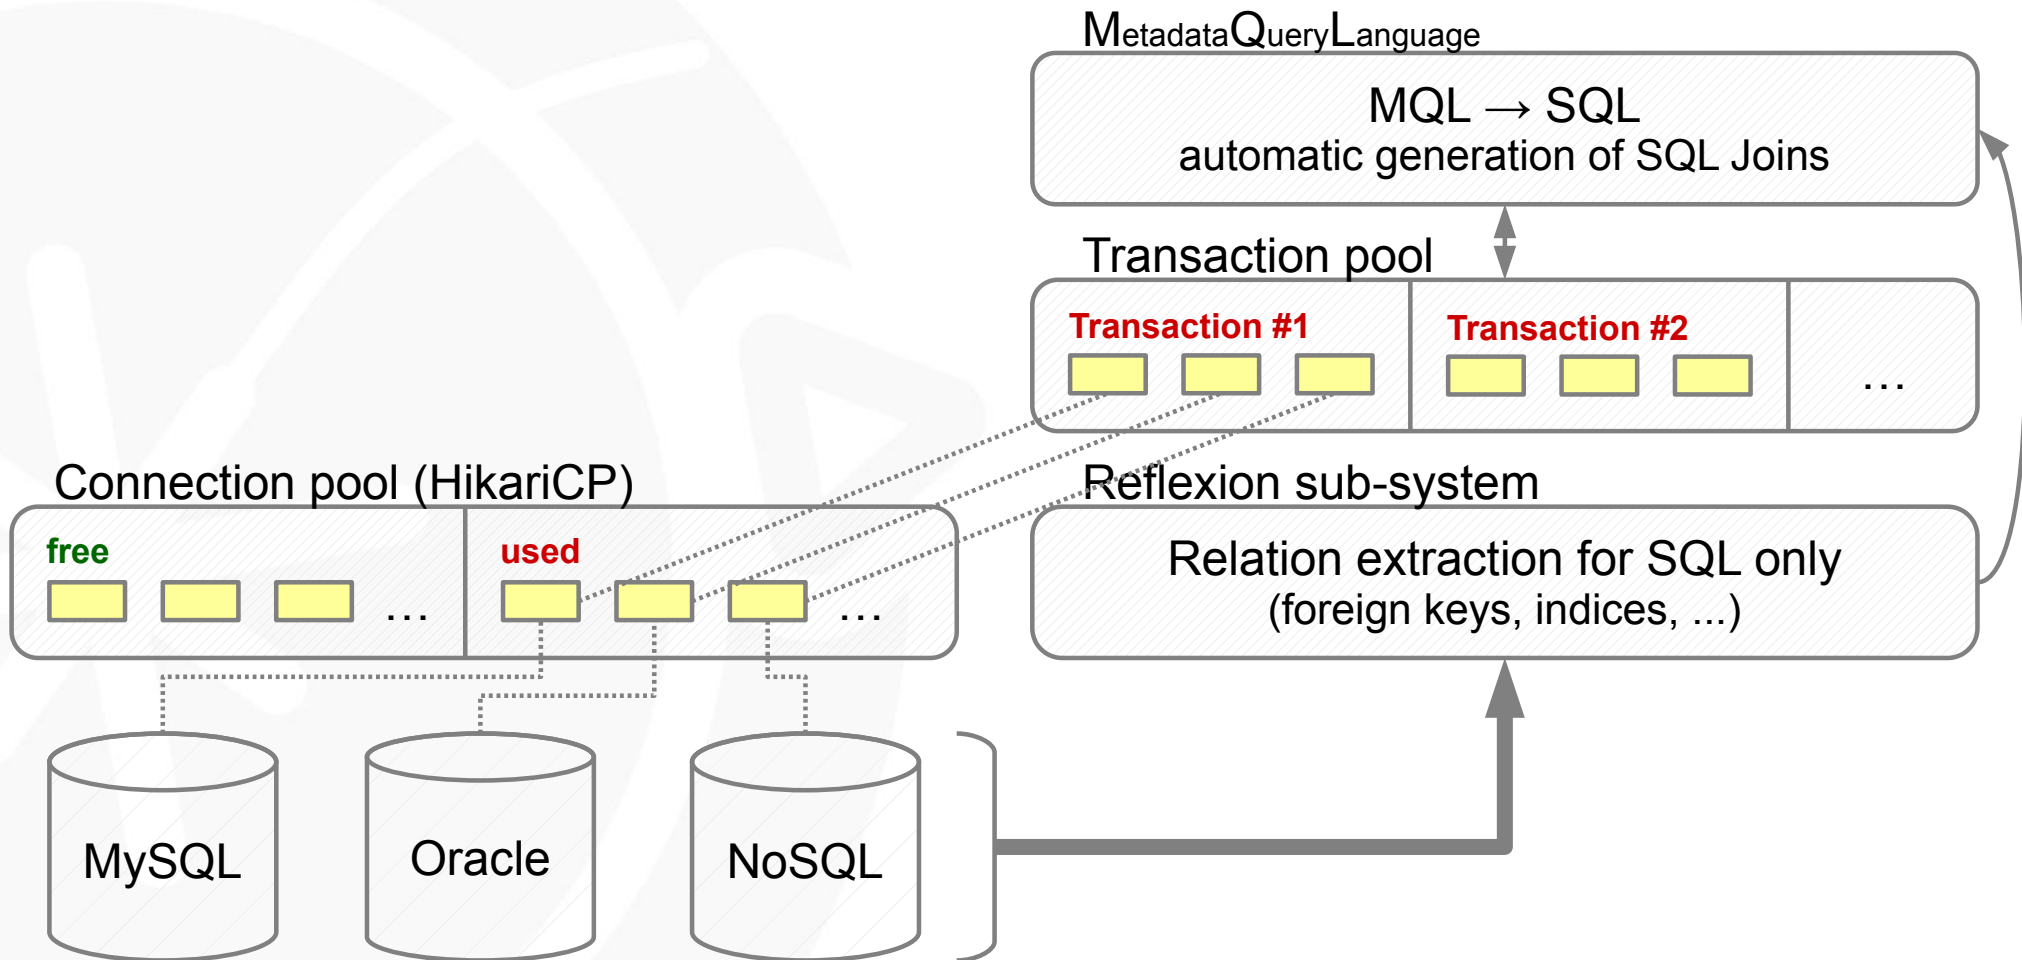 MetadataQueryLanguage
MQL → SQL
automatic generation of SQL Joins
Transaction pool
Transaction #1
Transaction #2
...
Connection pool (HikariCP)
free
...
used
...
Reflexion sub-system
Relation extraction for SQL only
(foreign keys, indices, ...)
MySQL
Oracle
NoSQL